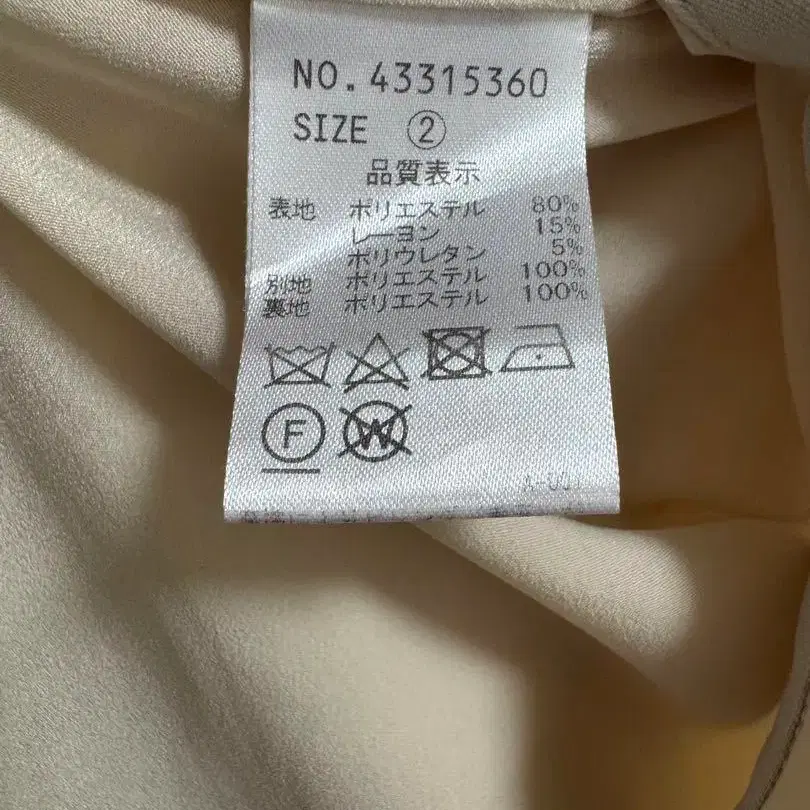 NO.43315360
SIZE ②
品質表示
表地 ポリエステル 80%
レーヨン 15%
ポリウレタン 5%
別地 ポリエステル 100%
裏地 ポリエステル 100%
F W